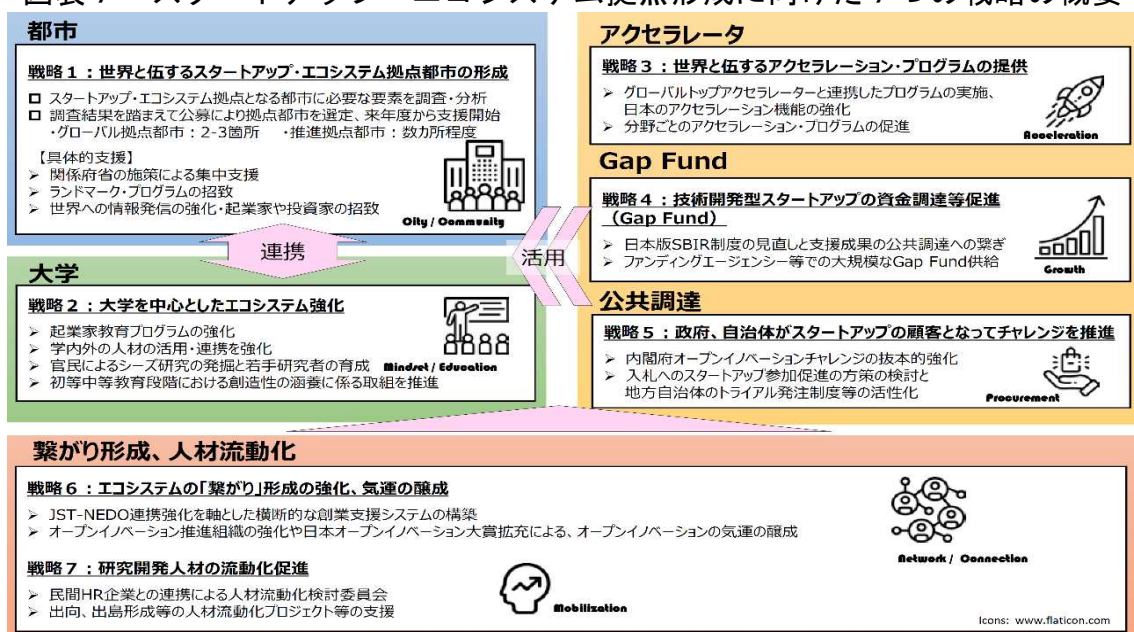 都市
戦略1：世界と伍するスタートアップ・エコシステム拠点都市の形成
□ スタートアップ・エコシステム拠点となる都市に必要な要素を調査・分析
□ 調査結果を踏まえて公募により拠点都市を選定、来年度から支援開始
・グローバル拠点都市：2-3箇所　・推進拠点都市：数カ所程度
【具体的支援】
➢ 関係府省の施策による集中支援
➢ ランドマーク・プログラムの招致
➢ 世界への情報発信の強化・起業家や投資家の招致
City / Community
連携
大学
戦略2：大学を中心としたエコシステム強化
➢ 起業家教育プログラムの強化
➢ 学内外の人材の活用・連携を強化
➢ 官民によるシーズ研究の発掘と若手研究者の育成
➢ 初等中等教育段階における創造性の涵養に係る取組を推進
Mindset / Education
活用
アクセラレータ
戦略3：世界と伍するアクセラレーション・プログラムの提供
➢ グローバルトップアクセラレーターと連携したプログラムの実施、
日本のアクセラレーション機能の強化
➢ 分野ごとのアクセラレーション・プログラムの促進
Acceleration
Gap Fund
戦略4：技術開発型スタートアップの資金調達等促進
（Gap Fund）
➢ 日本版SBIR制度の見直しと支援成果の公共調達への繋ぎ
➢ ファンディングエージェンシー等での大規模なGap Fund供給
Growth
公共調達
戦略5：政府、自治体がスタートアップの顧客となってチャレンジを推進
➢ 内閣府オープンイノベーションチャレンジの抜本的強化
➢ 入札へのスタートアップ参加促進の方策の検討と
地方自治体のトライアル発注制度等の活性化
Procurement
繋がり形成、人材流動化
戦略6：エコシステムの「繋がり」形成の強化、気運の醸成
➢ JST-NEDO連携強化を軸とした横断的な創業支援システムの構築
➢ オープンイノベーション推進組織の強化や日本オープンイノベーション大賞拡充による、オープンイノベーションの気運の醸成
Network / Connection
戦略7：研究開発人材の流動化促進
➢ 民間HR企業との連携による人材流動化検討委員会
➢ 出向、出島形成等の人材流動化プロジェクト等の支援
Mobilization
Icons: www.flaticon.com